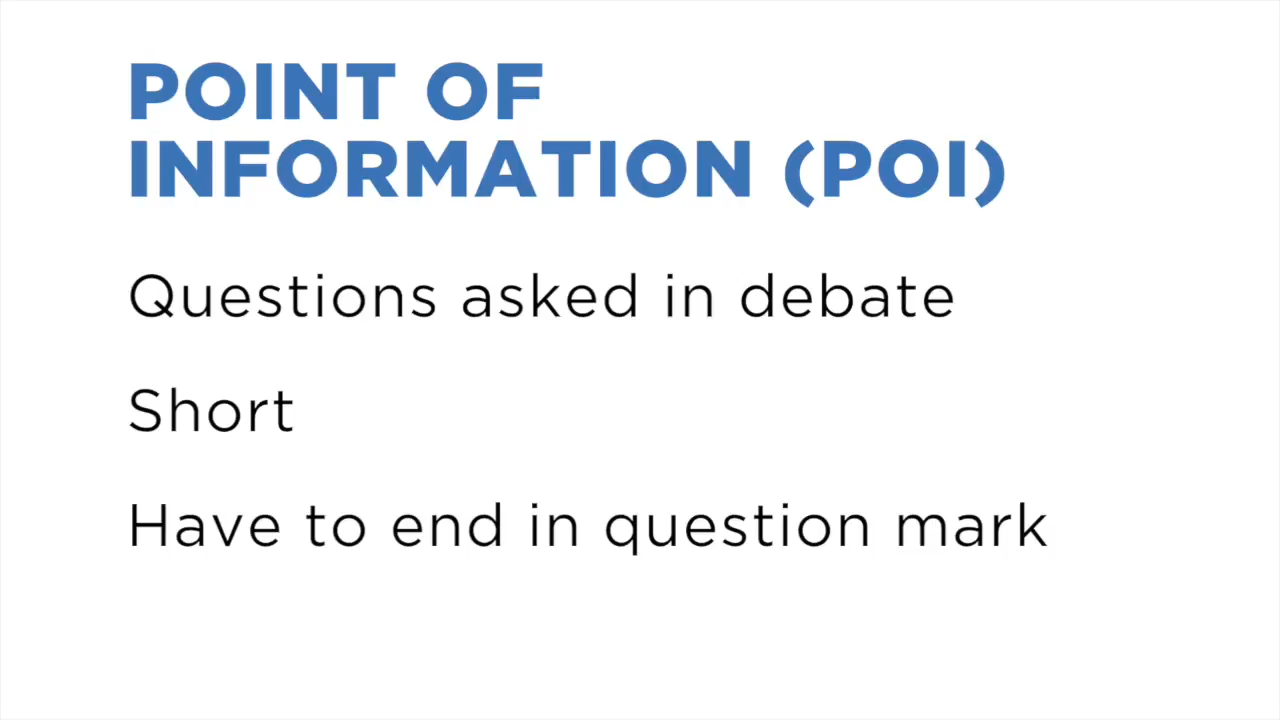 POINT OF
INFORMATION (POI)
Questions asked in debate
Short
Have to end in question mark